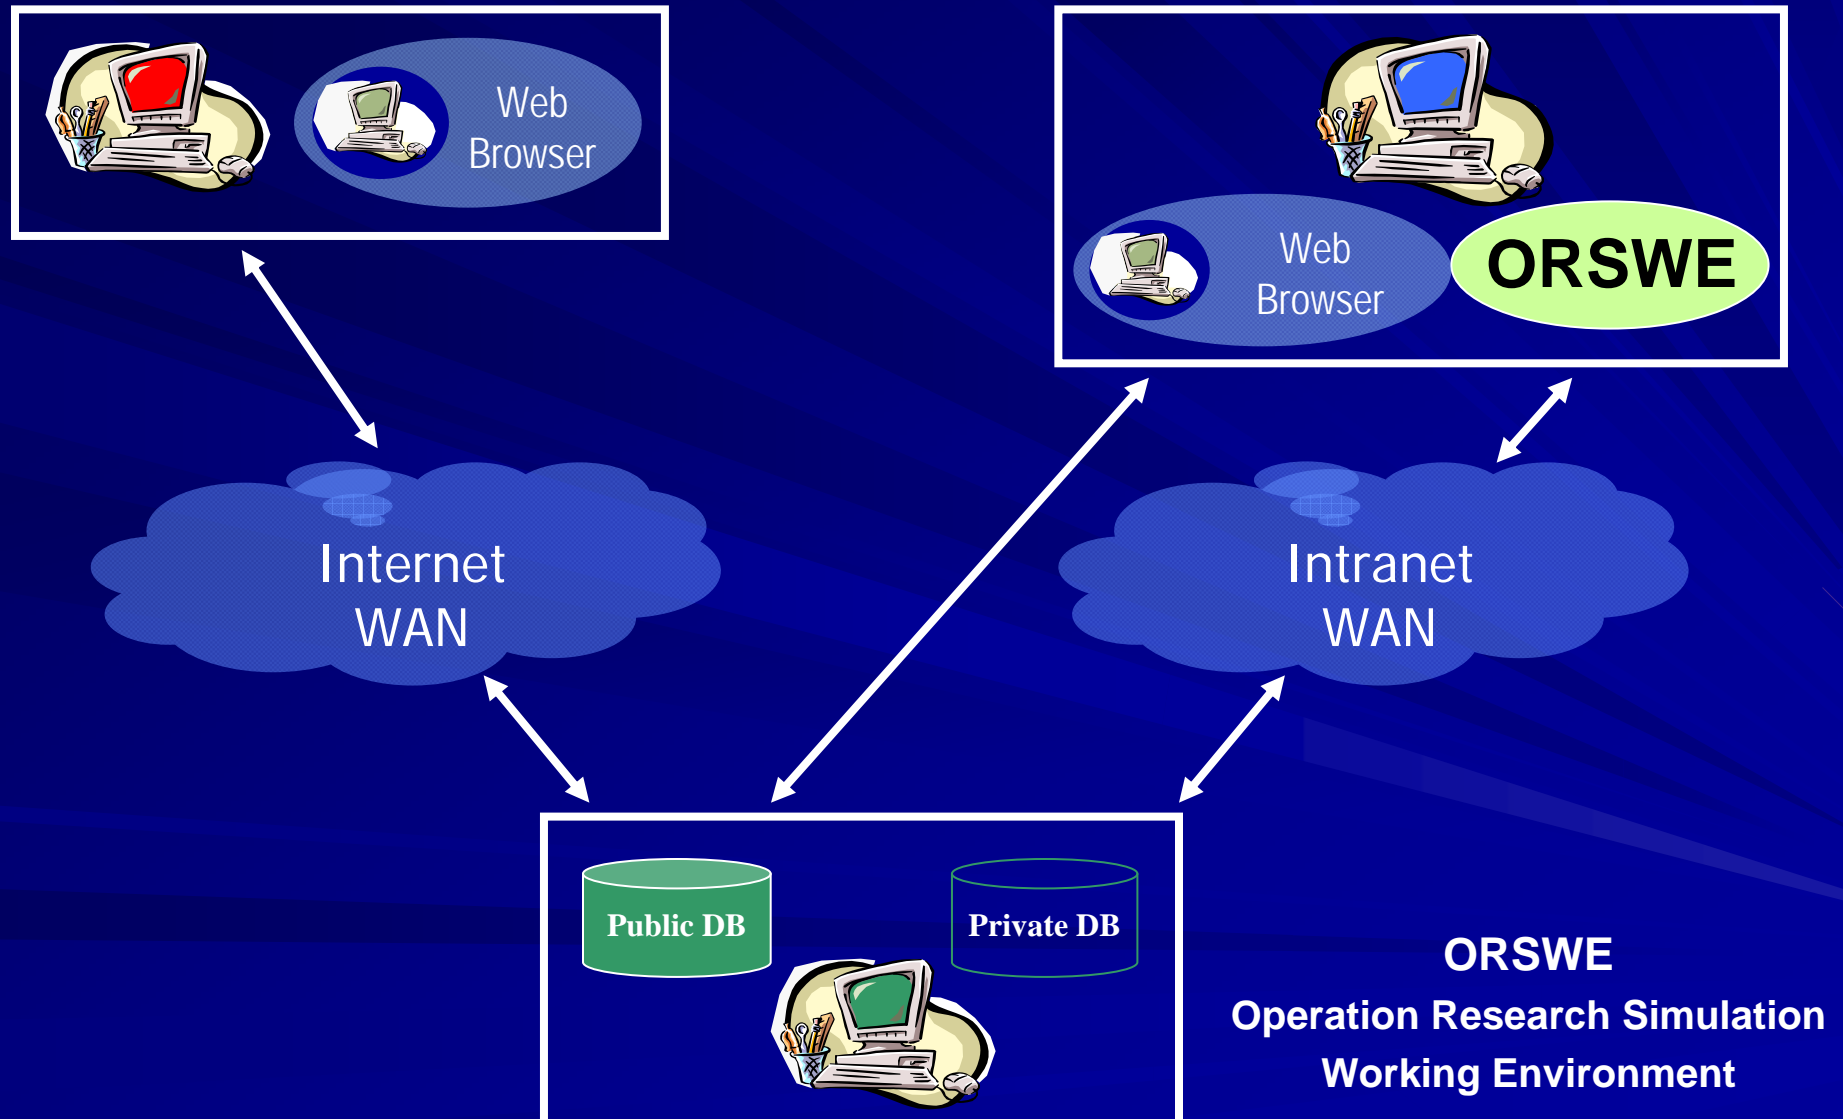 Web
Browser
Web
Browser
ORSWE
Internet
WAN
Intranet
WAN
Public DB
Private DB
ORSWE
Operation Research Simulation
Working Environment